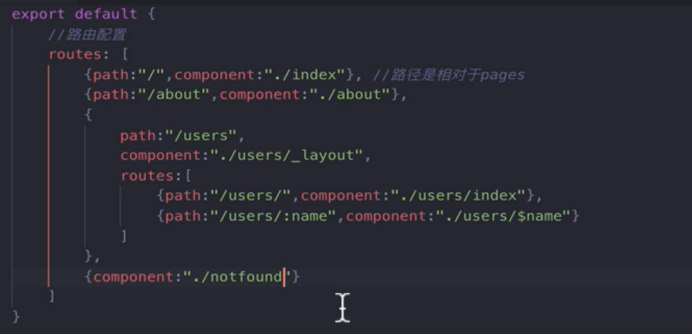 export default {
//路由配置
routes: [
{path:"/",component:"./index"}, //路径是相对于pages
{path:"/about",component:"./about"},
{
path:"/users",
component:"./users/_layout",
routes:[
{path:"/users/",component:"./users/index"},
{path:"/users/:name",component:"./users/$name"}
]
},
{component:"./notfound"}
]
}